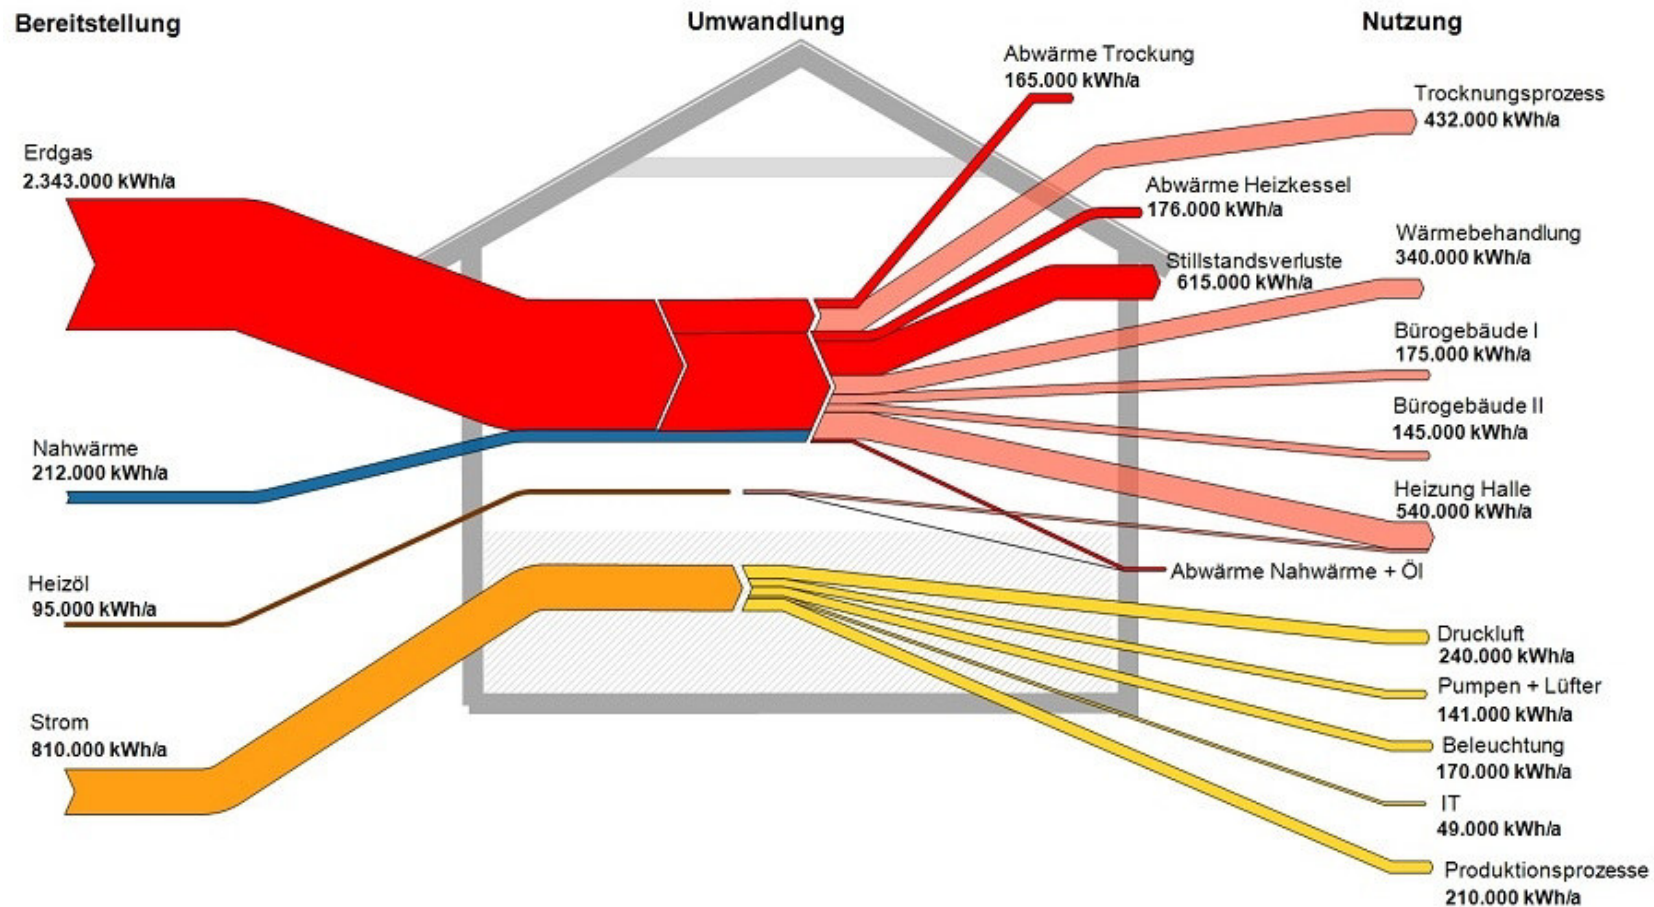 Bereitstellung
Umwandlung
Nutzung
Erdgas
2.343.000 kWh/a
Nahwärme
212.000 kWh/a
Heizöl
95.000 kWh/a
Strom
810.000 kWh/a
Abwärme Trockung
165.000 kWh/a
Trocknungsprozess
432.000 kWh/a
Abwärme Heizkessel
176.000 kWh/a
Stillstandsverluste
615.000 kWh/a
Wärmebehandlung
340.000 kWh/a
Bürogebäude I
175.000 kWh/a
Bürogebäude II
145.000 kWh/a
Heizung Halle
540.000 kWh/a
Abwärme Nahwärme + Öl
Druckluft
240.000 kWh/a
Pumpen + Lüfter
141.000 kWh/a
Beleuchtung
170.000 kWh/a
IT
49.000 kWh/a
Produktionsprozesse
210.000 kWh/a